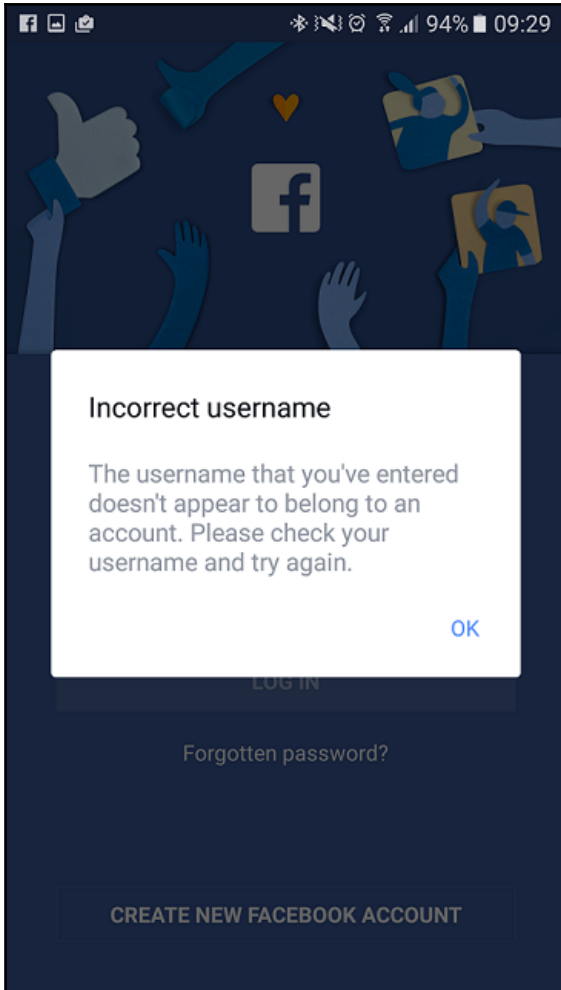 94% 09:29
f
Incorrect username
The username that you've entered
doesn't appear to belong to an
account. Please check your
username and try again.
OK
LOG IN
Forgotten password?
CREATE NEW FACEBOOK ACCOUNT